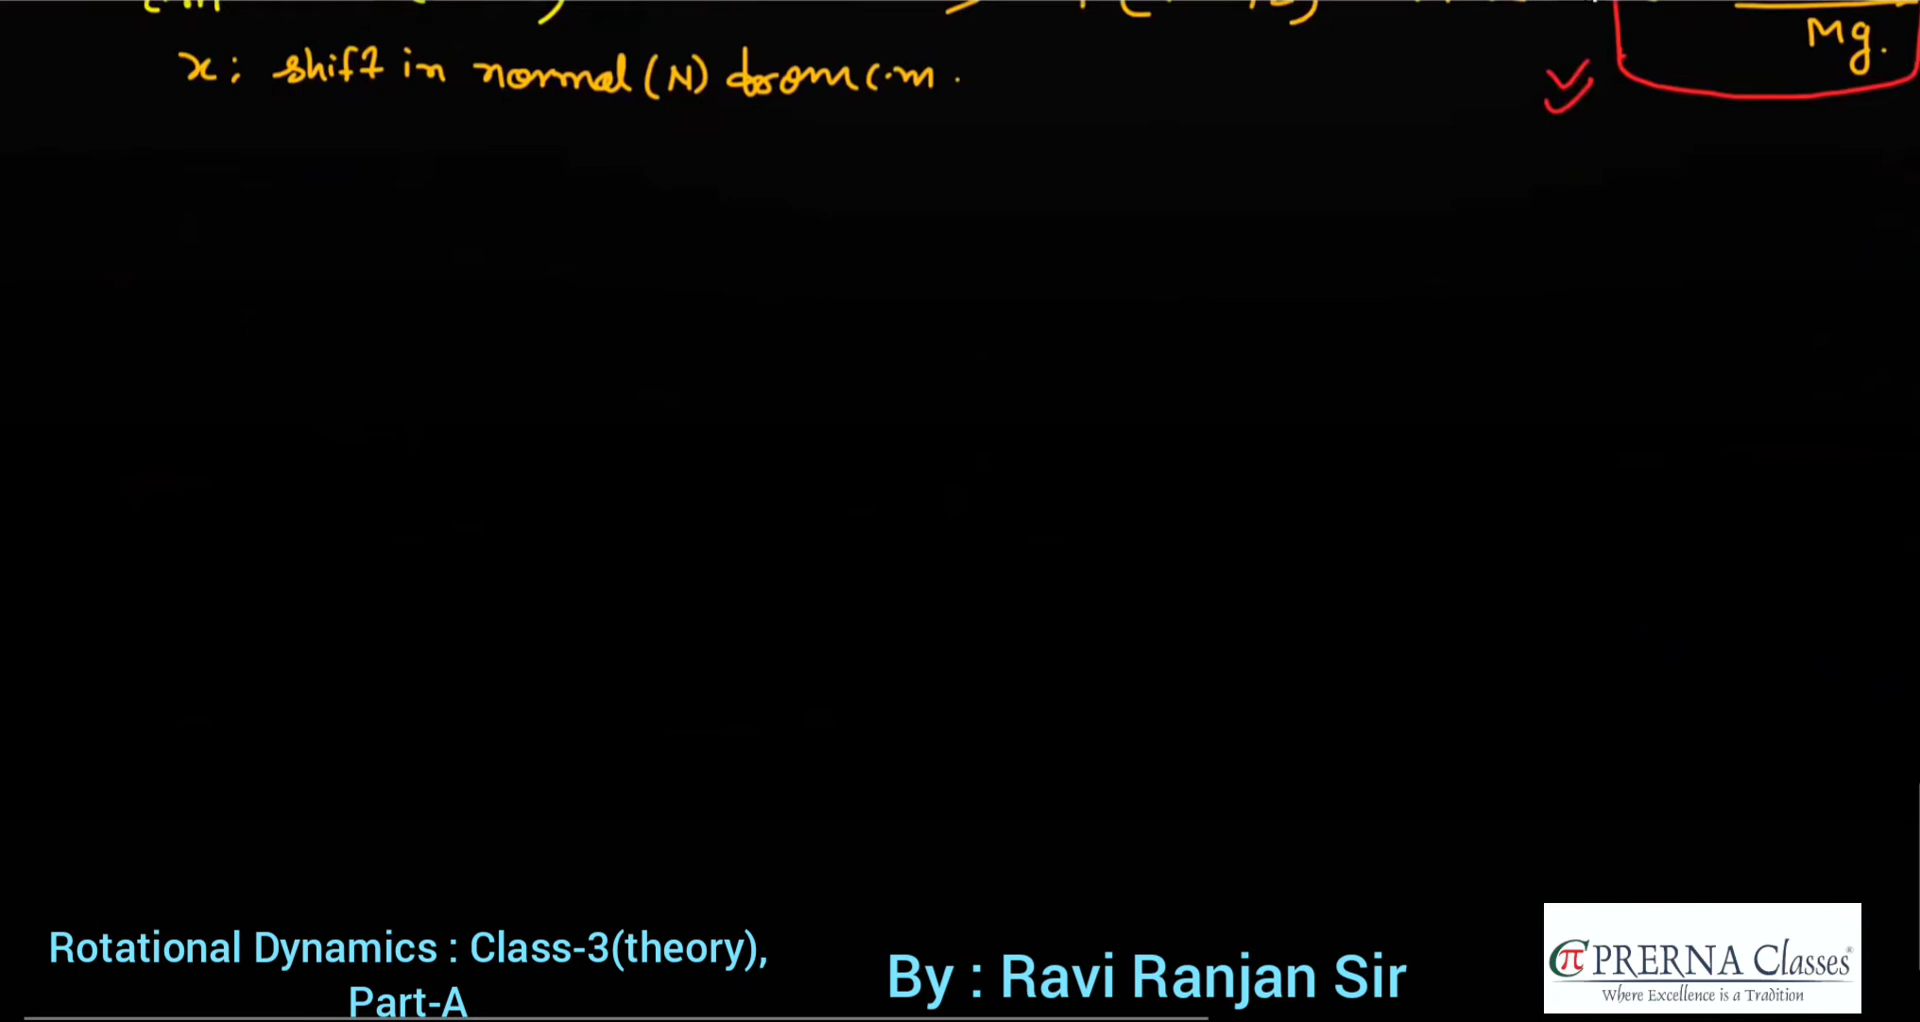 Mg.
x : shift in normal (N) from c.m.
Rotational Dynamics : Class-3(theory),
Part-A
By : Ravi Ranjan Sir
π PRERNA Classes®
Where Excellence is a Tradition